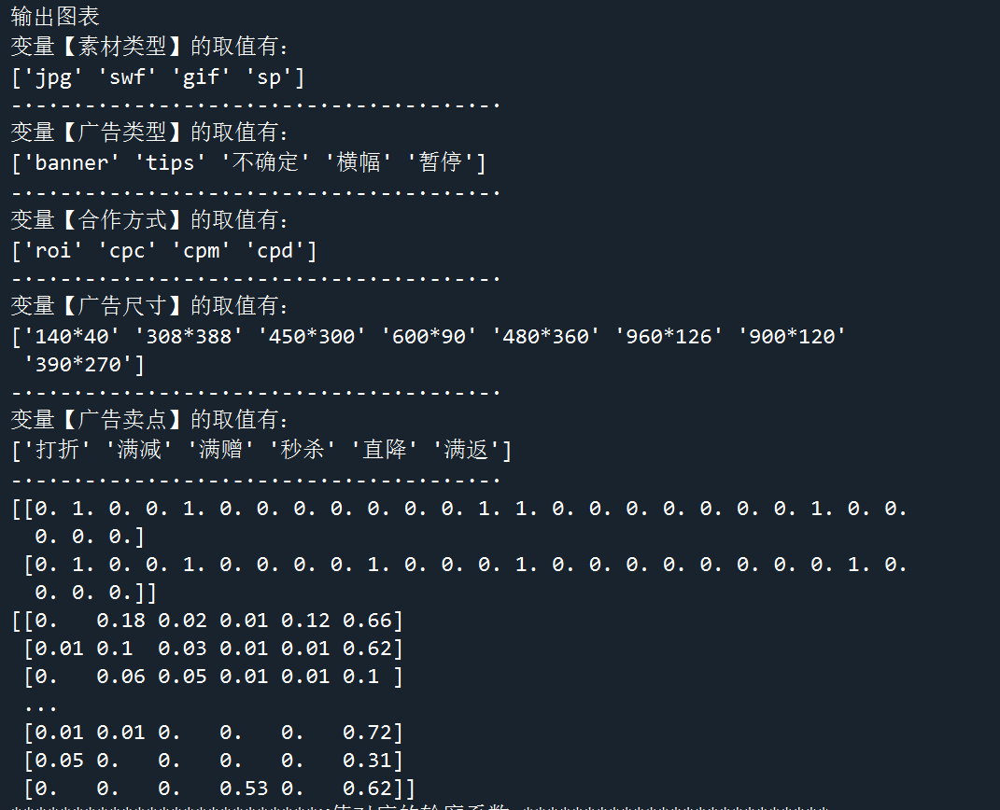 输出图表
变量【素材类型】的取值有:
['jpg' 'swf' 'gif' 'sp']
-.-.-.-.-.-.-.-.-.-.-.-.-.-.-.-.-.-.-.-.
变量【广告类型】的取值有:
['banner' 'tips' '不确定' '横幅' '暂停']
-.-.-.-.-.-.-.-.-.-.-.-.-.-.-.-.-.-.-.-.
变量【合作方式】的取值有:
['roi' 'cpc' 'cpm' 'cpd']
-.-.-.-.-.-.-.-.-.-.-.-.-.-.-.-.-.-.-.-.
变量【广告尺寸】的取值有:
['140*40' '308*388' '450*300' '600*90' '480*360' '960*126' '900*120'
 '390*270']
-.-.-.-.-.-.-.-.-.-.-.-.-.-.-.-.-.-.-.-.
变量【广告卖点】的取值有:
['打折' '满减' '满赠' '秒杀' '直降' '满返']
-.-.-.-.-.-.-.-.-.-.-.-.-.-.-.-.-.-.-.-.
[[0. 1. 0. 0. 1. 0. 0. 0. 0. 0. 0. 0. 1. 1. 0. 0. 0. 0. 0. 0. 0. 1. 0. 0.
  0. 0. 0.]
 [0. 1. 0. 0. 1. 0. 0. 0. 0. 1. 0. 0. 0. 1. 0. 0. 0. 0. 0. 0. 0. 0. 1. 0.
  0. 0. 0.]]
[[0.   0.18 0.02 0.01 0.12 0.66]
 [0.01 0.1  0.03 0.01 0.01 0.62]
 [0.   0.06 0.05 0.01 0.01 0.1 ]
 ...
 [0.01 0.01 0.   0.   0.   0.72]
 [0.05 0.   0.   0.   0.   0.31]
 [0.   0.   0.   0.53 0.   0.62]]